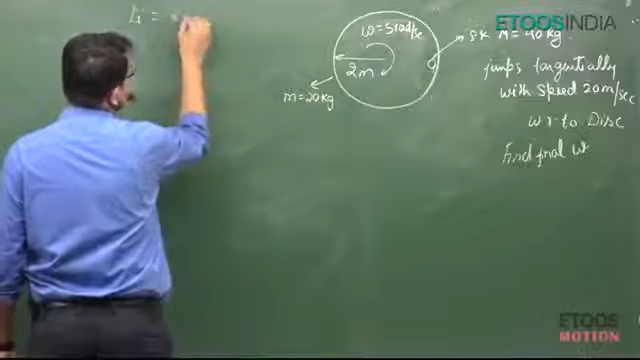 Li =
ω = 5 rad/sec
2m
m = 20 kg
M = 40 kg.
jumps tangentially
with speed 20 m/sec
w.r. to Disc
Find final ω
ETOOSINDIA
ETOOS
MOTION